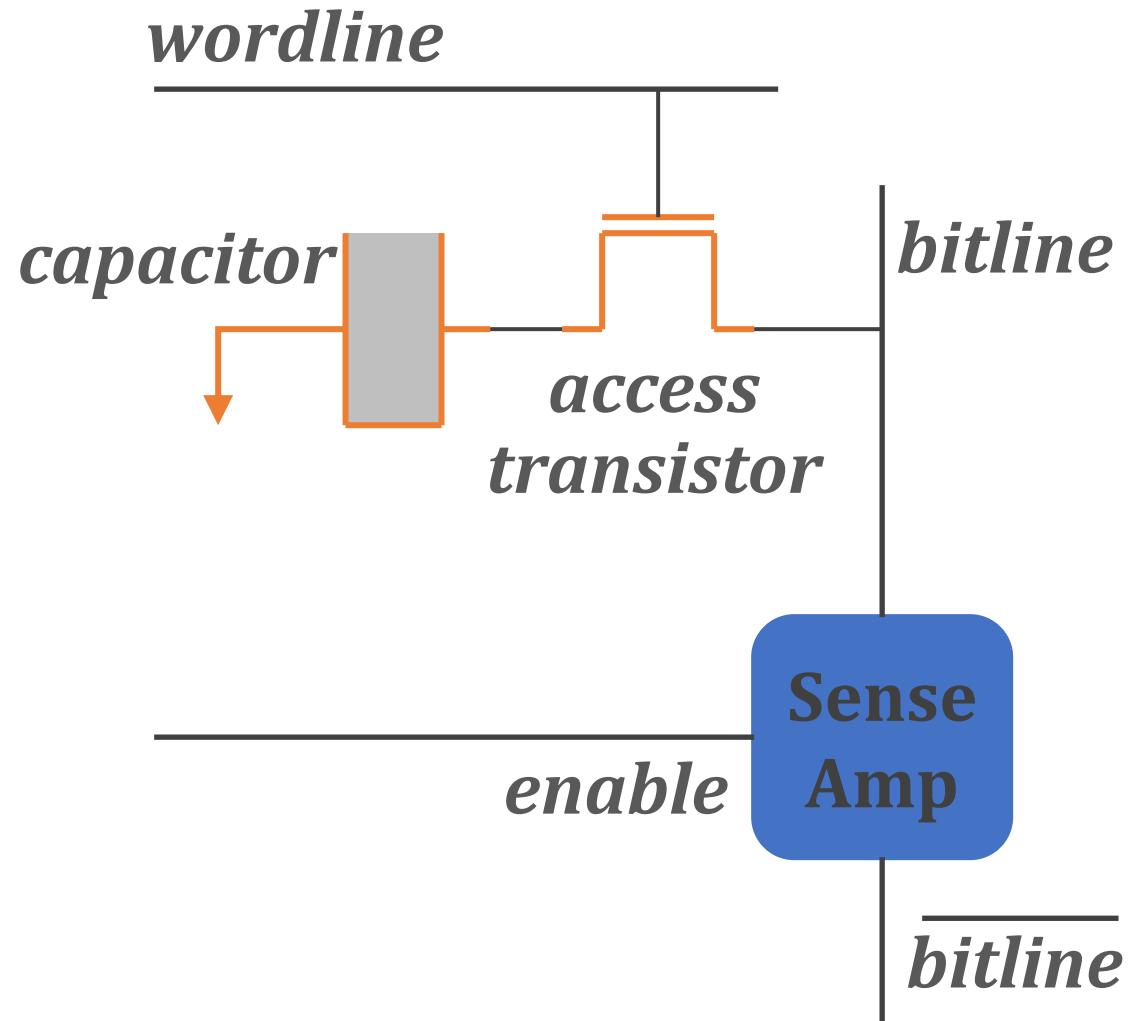 wordline
capacitor
bitline
access
transistor
Sense
Amp
enable
bitline